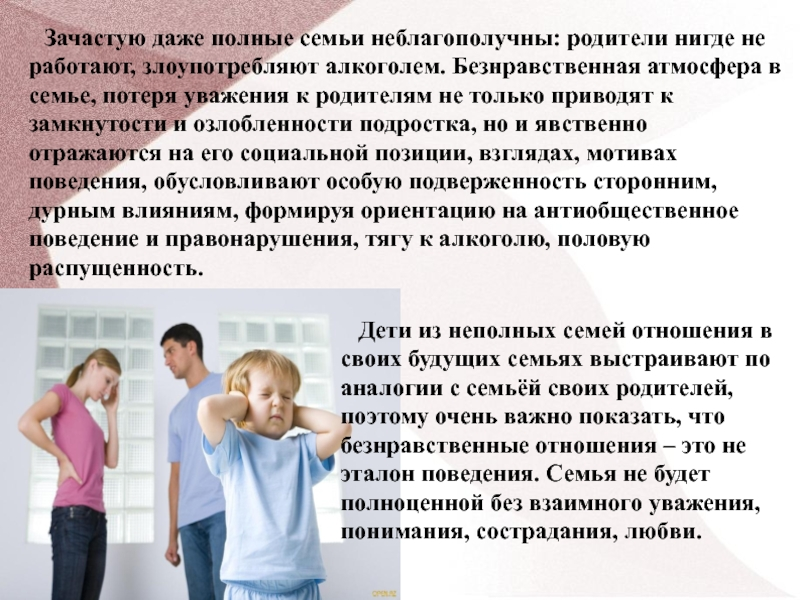 Зачастую даже полные семьи неблагополучны: родители нигде не
работают, злоупотребляют алкоголем. Безнравственная атмосфера в
семье, потеря уважения к родителям не только приводят к
замкнутости и озлобленности подростка, но и явственно
отражаются на его социальной позиции, взглядах, мотивах
поведения, обусловливают особую подверженность сторонним,
дурным влияниям, формируя ориентацию на антиобщественное
поведение и правонарушения, тягу к алкоголю, половую
распущенность.
Дети из неполных семей отношения в
своих будущих семьях выстраивают по
аналогии с семьёй своих родителей,
поэтому очень важно показать, что
безнравственные отношения – это не
эталон поведения. Семья не будет
полноценной без взаимного уважения,
понимания, сострадания, любви.